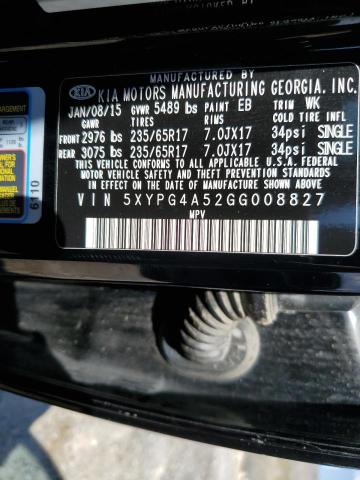 MANUFACTURED BY
KIA KIA MOTORS MANUFACTURING GEORGIA, INC.
JAN/08/15 GVWR 5489 lbs PAINT EB TRIM WK
GAWR TIRES RIMS COLD TIRE INFL
FRONT 2976 lbs 235/65R17 7.0JX17 34psi SINGLE
REAR 3075 lbs 235/65R17 7.0JX17 34psi SINGLE
THIS VEHICLE CONFORMS TO ALL APPLICABLE U.S.A. FEDERAL
MOTOR VEHICLE SAFETY STANDARDS IN EFFECT ON THE
DATE OF MANUFACTURE SHOWN ABOVE.
VIN 5XYPG4A52GG008827
MPV
6110